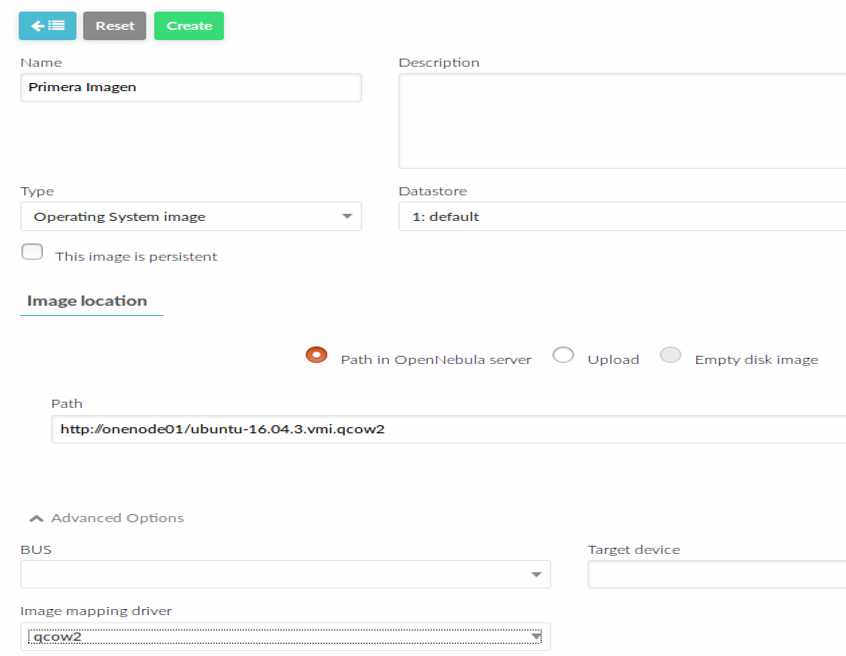 Reset Create
Name Description
Primera Imagen
Type Datastore
Operating System image 1: default
This image is persistent
Image location
Path in OpenNebula server Upload Empty disk image
Path
http://onenode01/ubuntu-16.04.3.vmi.qcow2
Advanced Options
BUS Target device
Image mapping driver
qcow2